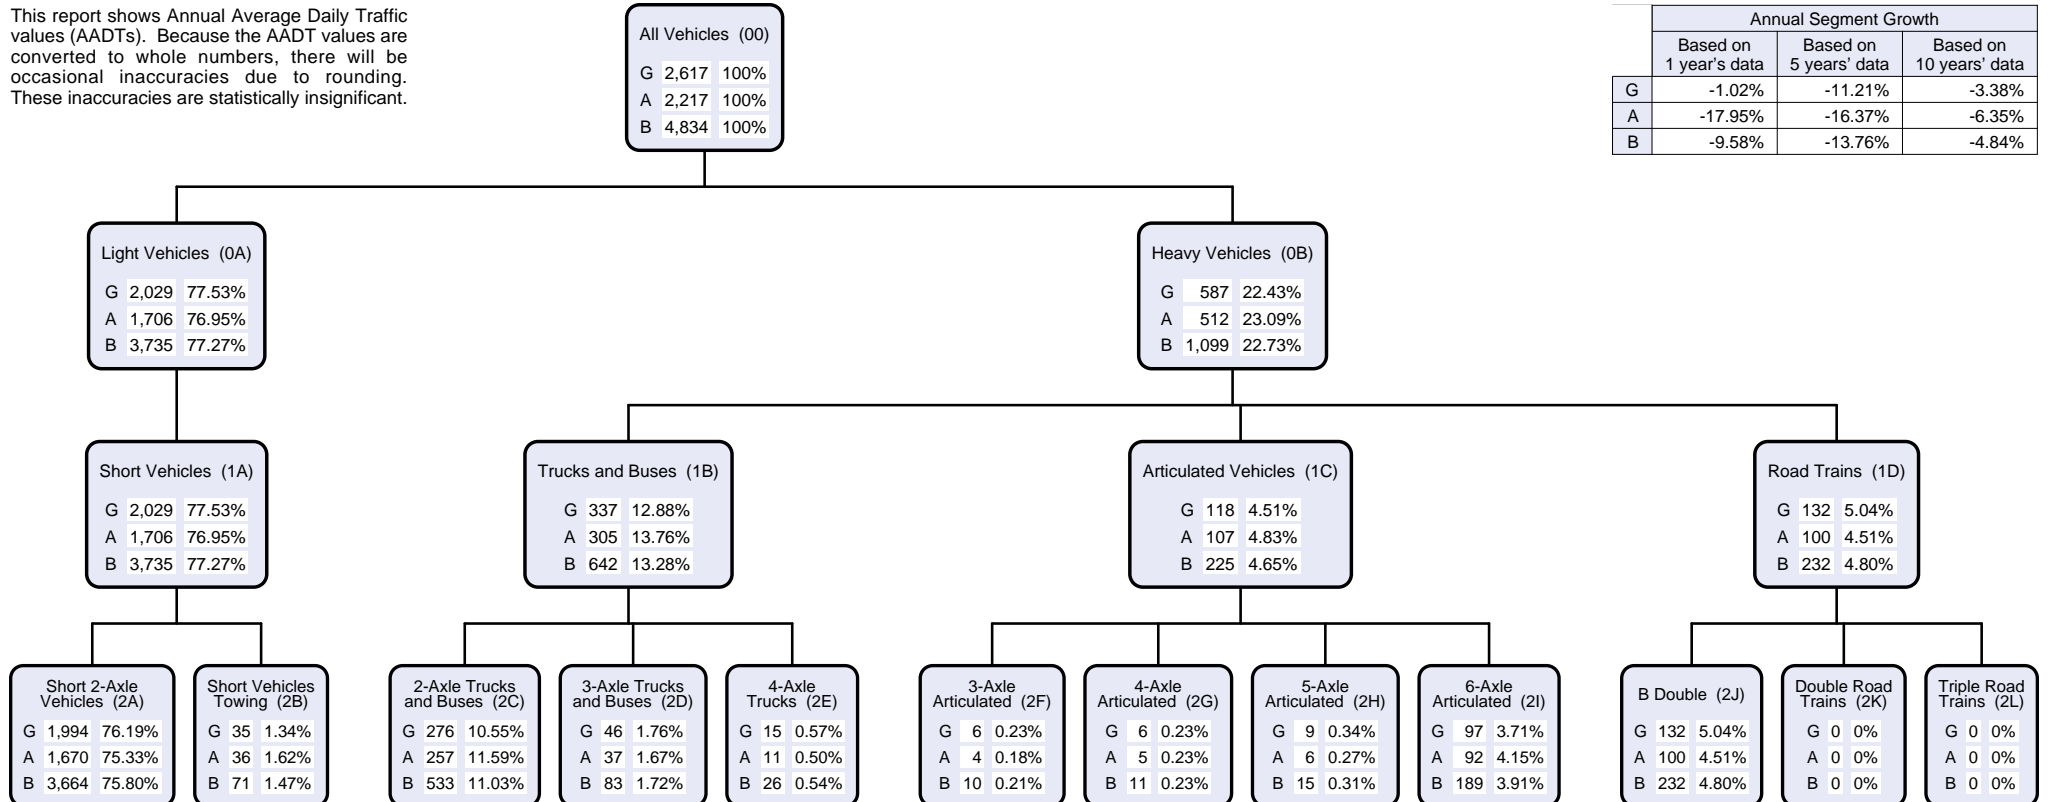 This report shows Annual Average Daily Traffic
values (AADTs). Because the AADT values are
converted to whole numbers, there will be
occasional inaccuracies due to rounding.
These inaccuracies are statistically insignificant.
All Vehicles (00)
G 2,617 100%
A 2,217 100%
B 4,834 100%
Annual Segment Growth
Based on 1 year's data Based on 5 years' data Based on 10 years' data
G -1.02% -11.21% -3.38%
A -17.95% -16.37% -6.35%
B -9.58% -13.76% -4.84%
Light Vehicles (0A)
G 2,029 77.53%
A 1,706 76.95%
B 3,735 77.27%
Heavy Vehicles (0B)
G 587 22.43%
A 512 23.09%
B 1,099 22.73%
Short Vehicles (1A)
G 2,029 77.53%
A 1,706 76.95%
B 3,735 77.27%
Trucks and Buses (1B)
G 337 12.88%
A 305 13.76%
B 642 13.28%
Articulated Vehicles (1C)
G 118 4.51%
A 107 4.83%
B 225 4.65%
Road Trains (1D)
G 132 5.04%
A 100 4.51%
B 232 4.80%
Short 2-Axle
Vehicles (2A)
G 1,994 76.19%
A 1,670 75.33%
B 3,664 75.80%
Short Vehicles
Towing (2B)
G 35 1.34%
A 36 1.62%
B 71 1.47%
2-Axle Trucks
and Buses (2C)
G 276 10.55%
A 257 11.59%
B 533 11.03%
3-Axle Trucks
and Buses (2D)
G 46 1.76%
A 37 1.67%
B 83 1.72%
4-Axle
Trucks (2E)
G 15 0.57%
A 11 0.50%
B 26 0.54%
3-Axle
Articulated (2F)
G 6 0.23%
A 4 0.18%
B 10 0.21%
4-Axle
Articulated (2G)
G 6 0.23%
A 5 0.23%
B 11 0.23%
5-Axle
Articulated (2H)
G 9 0.34%
A 6 0.27%
B 15 0.31%
6-Axle
Articulated (2I)
G 97 3.71%
A 92 4.15%
B 189 3.91%
B Double (2J)
G 132 5.04%
A 100 4.51%
B 232 4.80%
Double Road
Trains (2K)
G 0 0%
A 0 0%
B 0 0%
Triple Road
Trains (2L)
G 0 0%
A 0 0%
B 0 0%